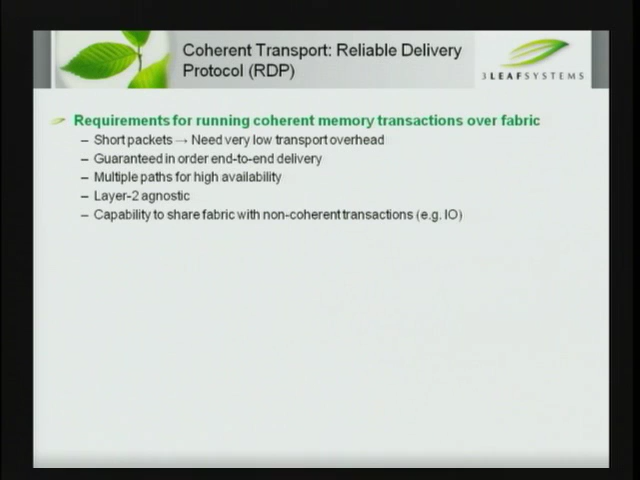 Coherent Transport: Reliable Delivery
Protocol (RDP)
3LEAFSYSTEMS
Requirements for running coherent memory transactions over fabric
– Short packets → Need very low transport overhead
– Guaranteed in order end-to-end delivery
– Multiple paths for high availability
– Layer-2 agnostic
– Capability to share fabric with non-coherent transactions (e.g. IO)